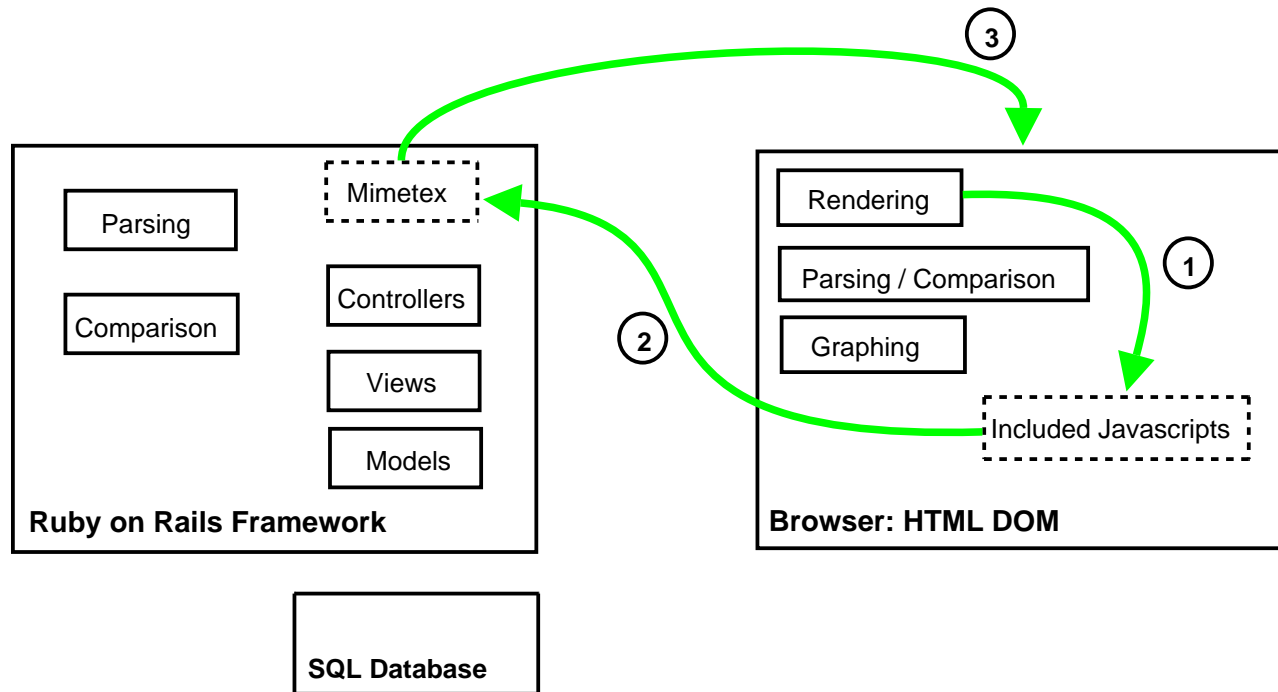 3
Mimetex
Parsing
Controllers
Comparison
Views
Models
Ruby on Rails Framework
2
Rendering
1
Parsing / Comparison
Graphing
Included Javascripts
Browser: HTML DOM
SQL Database